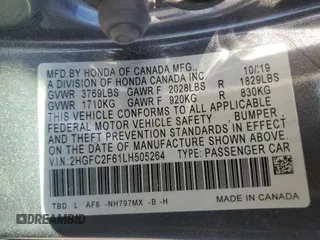 MFD BY HONDA OF CANADA MFG., 10/19
A DIVISION OF HONDA CANADA INC
GVWR 3769LBS GAWR F 2028LBS R 1829LBS
GVWR 1710KG GAWR F 920KG R 830KG
THIS VEHICLE CONFORMS TO ALL APPLICABLE
FEDERAL MOTOR VEHICLE SAFETY, BUMPER,
AND THEFT PREVENTION STANDARDS IN EFFECT
ON THE DATE OF MANUFACTURE SHOWN ABOVE.
VIN: 2HGFC2F61LH505264 TYPE: PASSENGER CAR
TBD L AF6 -NH797MX -B -H MADE IN CANADA
DREAMBID